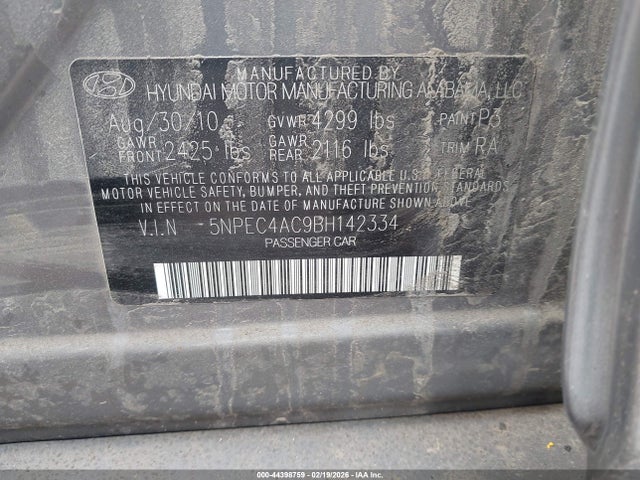 MANUFACTURED BY
HYUNDAI MOTOR MANUFACTURING ALABAMA, LLC
Aug/30/10 GVWR 4299 lbs PAINT P3
GAWR FRONT 2425 lbs GAWR REAR 2116 lbs TRIM RA
THIS VEHICLE CONFORMS TO ALL APPLICABLE U.S. FEDERAL
MOTOR VEHICLE SAFETY, BUMPER, AND THEFT PREVENTION STANDARDS
IN EFFECT ON THE DATE OF MANUFACTURE SHOWN ABOVE
V.I.N 5NPEC4AC9BH142334
PASSENGER CAR
000-44398759 - 02/19/2026 - IAA Inc.